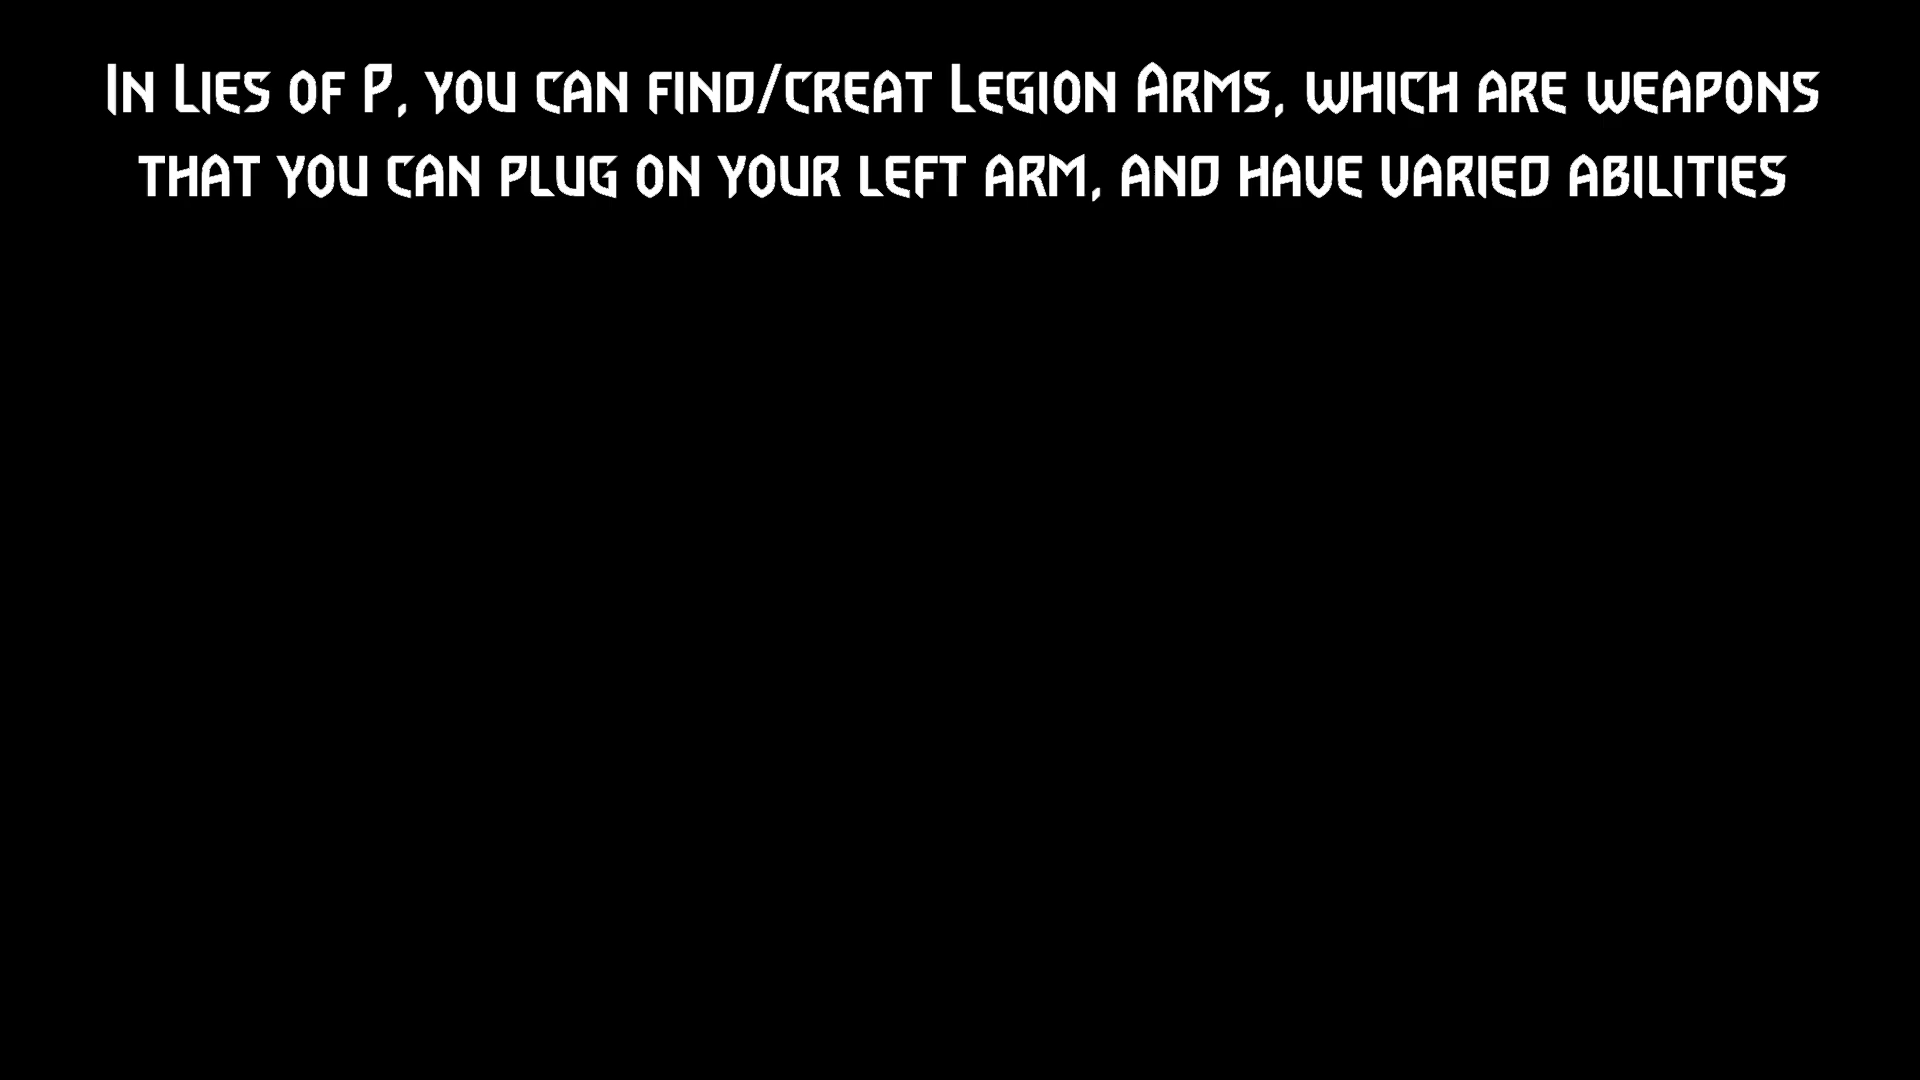 In Lies of P, you can find/creat Legion Arms, which are weapons
that you can plug on your left arm, and have varied abilities